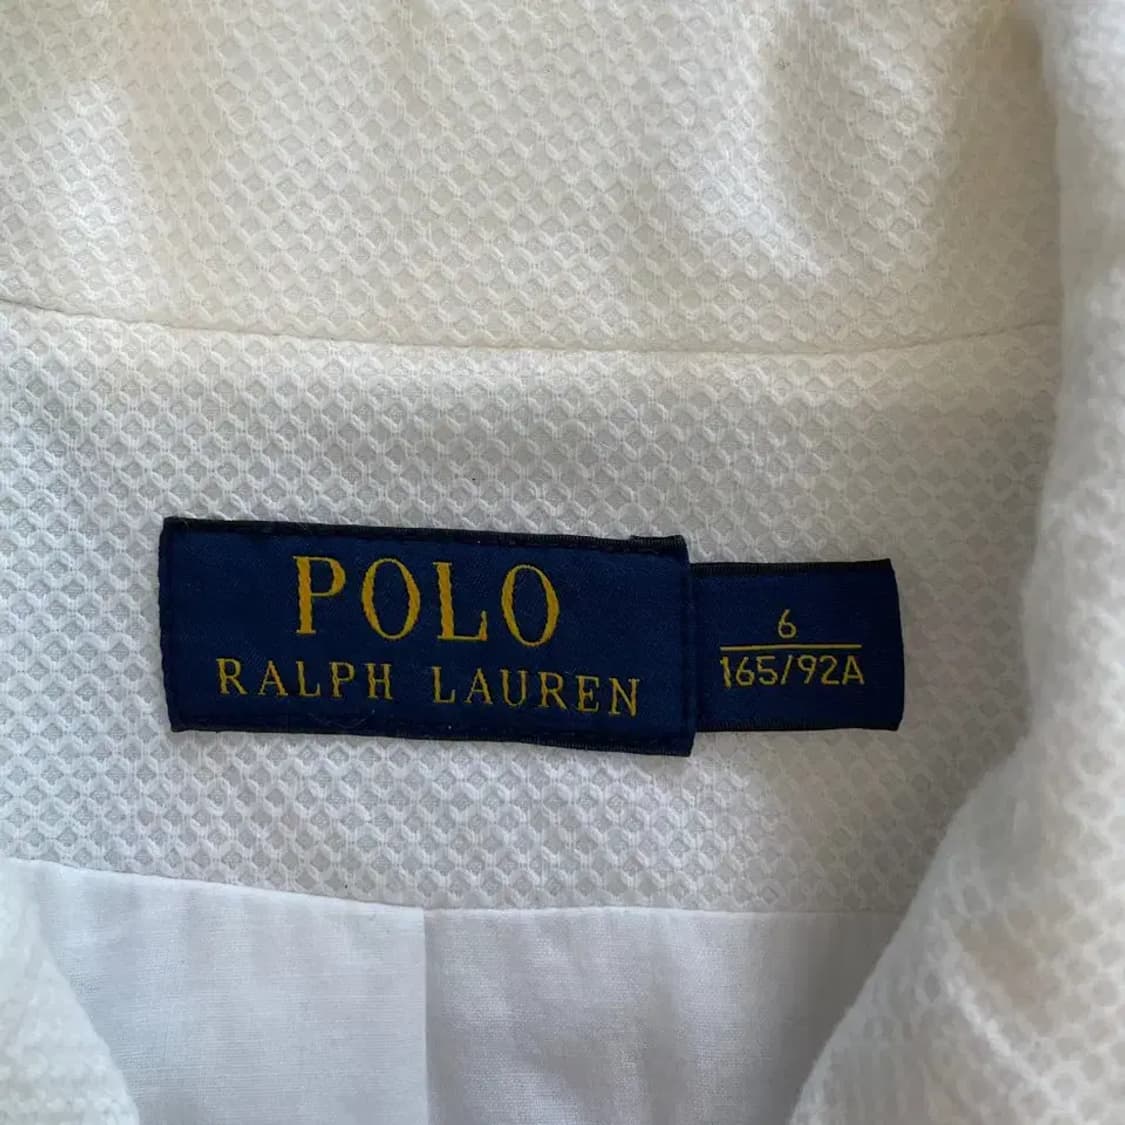 POLO
RALPH LAUREN
6
165/92A